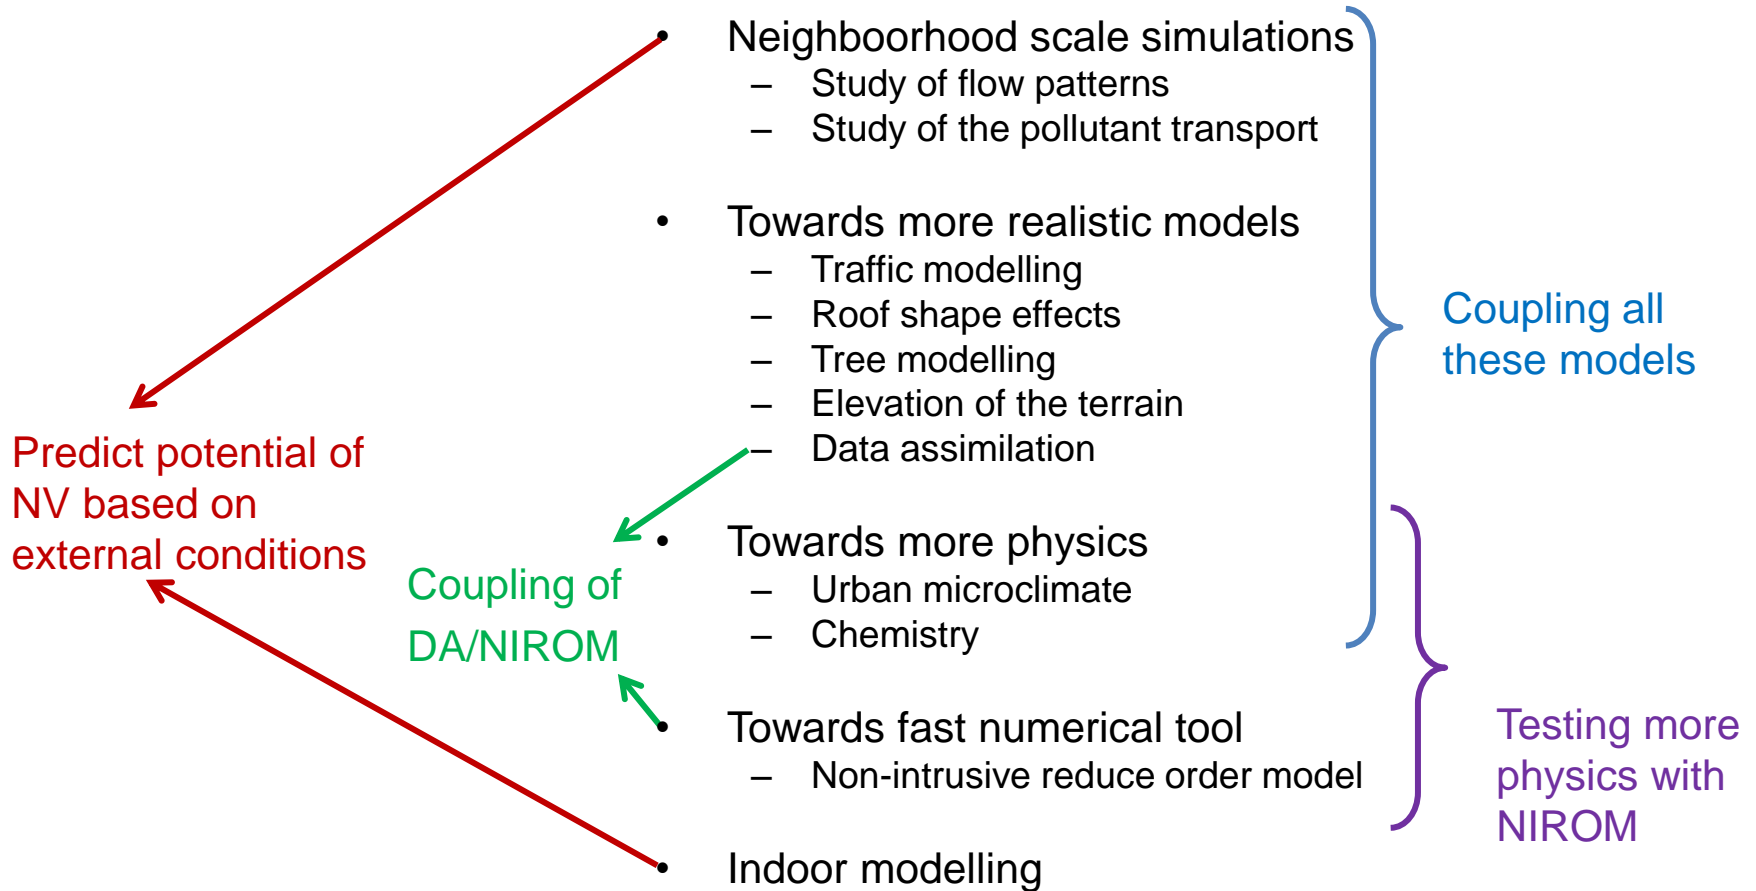 • Neighboorhood scale simulations
– Study of flow patterns
– Study of the pollutant transport
• Towards more realistic models
– Traffic modelling
– Roof shape effects
– Tree modelling
– Elevation of the terrain
– Data assimilation
• Towards more physics
– Urban microclimate
– Chemistry
• Towards fast numerical tool
– Non-intrusive reduce order model
• Indoor modelling
Predict potential of
NV based on
external conditions
Coupling of
DA/NIROM
Coupling all
these models
Testing more
physics with
NIROM